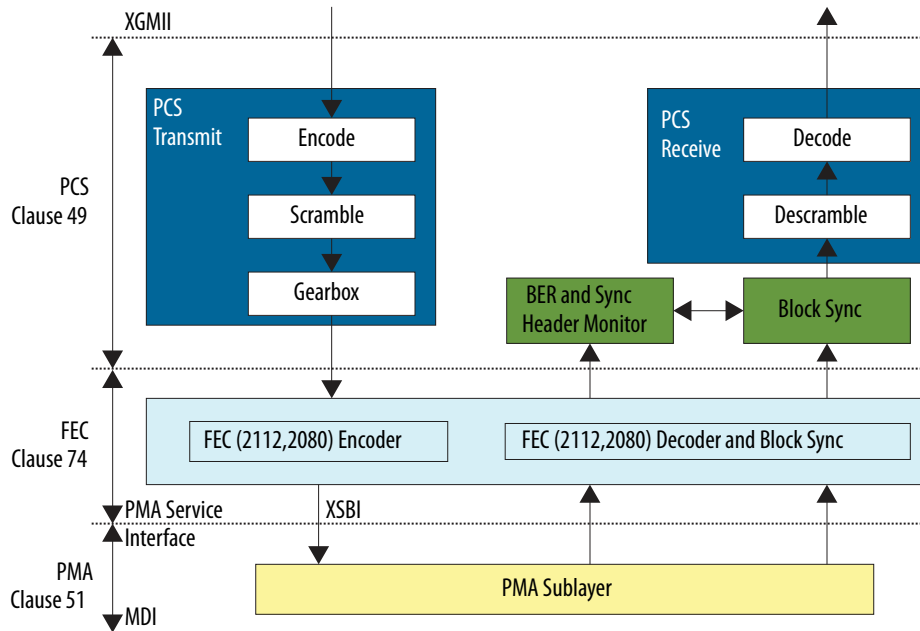 XGMII
PCS
Transmit
Encode
Scramble
Gearbox
PCS
Receive
Decode
Descramble
PCS
Clause 49
BER and Sync
Header Monitor
Block Sync
FEC
Clause 74
FEC (2112,2080) Encoder
FEC (2112,2080) Decoder and Block Sync
PMA Service
Interface
XSBI
PMA
Clause 51
PMA Sublayer
MDI